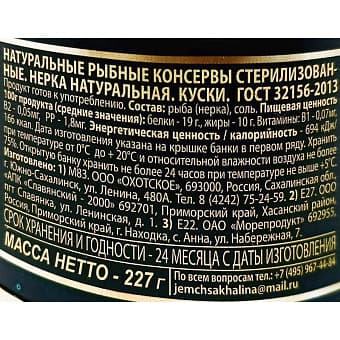 НАТУРАЛЬНЫЕ РЫБНЫЕ КОНСЕРВЫ СТЕРИЛИЗОВАН-
НЫЕ. НЕРКА НАТУРАЛЬНАЯ. КУСКИ. ГОСТ 32156-2013
Продукт готов к употреблению. Состав: рыба (нерка), соль. Пищевая ценность
100г продукта (средние значения): белки - 19 г., жиры - 10 г. Витамины: В1 - 0,07мг,
В2 - 0,05мг, РР - 1,8мг. Энергетическая ценность / калорийность - 694 кДж/
166 ккал. Дата изготовления указана на крышке банки в первом ряду. Хранить
при температуре от 0° до + 20°С и относительной влажности воздуха не более
75%. Открытую банку хранить не более 24 часов при температуре не выше +5°С.
Изготовлено: 1) М83. ООО «ОХОТСКОЕ», 693000, Россия, Сахалинская обл.
г. Южно-Сахалинск, ул. Ленина, 480А. Тел. 8 (4242) 75-24-59. 2) Е27. ООО
«АПК «Славянский - 2000» 692701, Приморский край, Хасанский район,
пгт Славянка, ул. Ленинская, д. 1. 3) Е22. ОАО «Морепродукт» 692955,
Россия, Приморский край, г. Находка, с. Анна, ул. Набережная, 7.
СРОК ХРАНЕНИЯ И ГОДНОСТИ - 24 МЕСЯЦА С ДАТЫ ИЗГОТОВЛЕНИЯ
МАССА НЕТТО - 227 г
По всем вопросам тел.: +7 (495) 967-44-84
jemchsakhalina@mail.ru